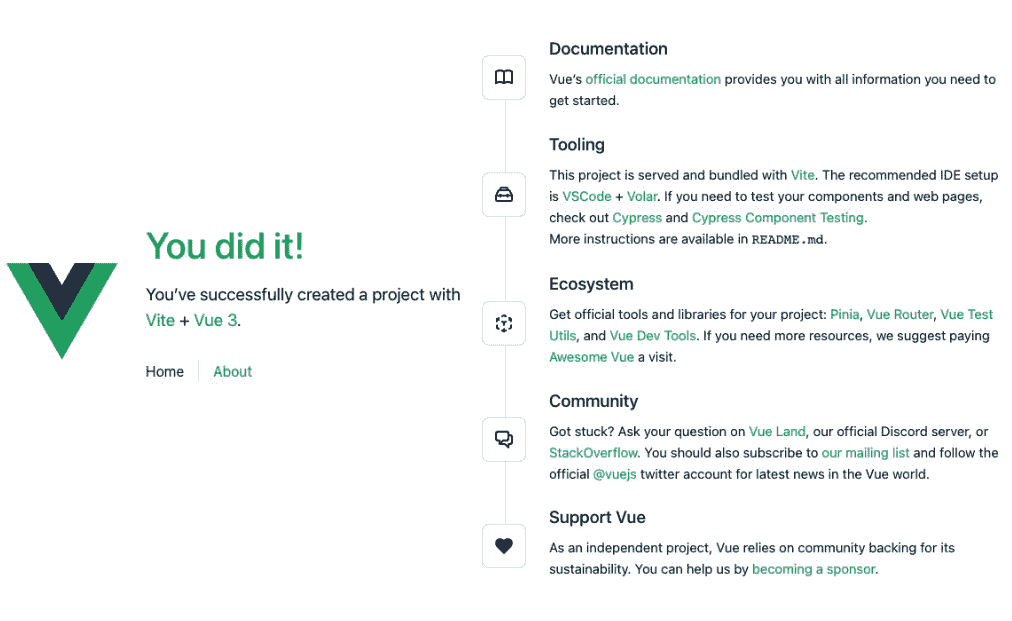 You did it!
You’ve successfully created a project with
Vite + Vue 3.
Home
About
Documentation
Vue’s official documentation provides you with all information you need to
get started.
Tooling
This project is served and bundled with Vite. The recommended IDE setup
is VSCode + Volar. If you need to test your components and web pages,
check out Cypress and Cypress Component Testing.
More instructions are available in README.md.
Ecosystem
Get official tools and libraries for your project: Pinia, Vue Router, Vue Test
Utils, and Vue Dev Tools. If you need more resources, we suggest paying
Awesome Vue a visit.
Community
Got stuck? Ask your question on Vue Land, our official Discord server, or
StackOverflow. You should also subscribe to our mailing list and follow the
official @vuejs twitter account for latest news in the Vue world.
Support Vue
As an independent project, Vue relies on community backing for its
sustainability. You can help us by becoming a sponsor.